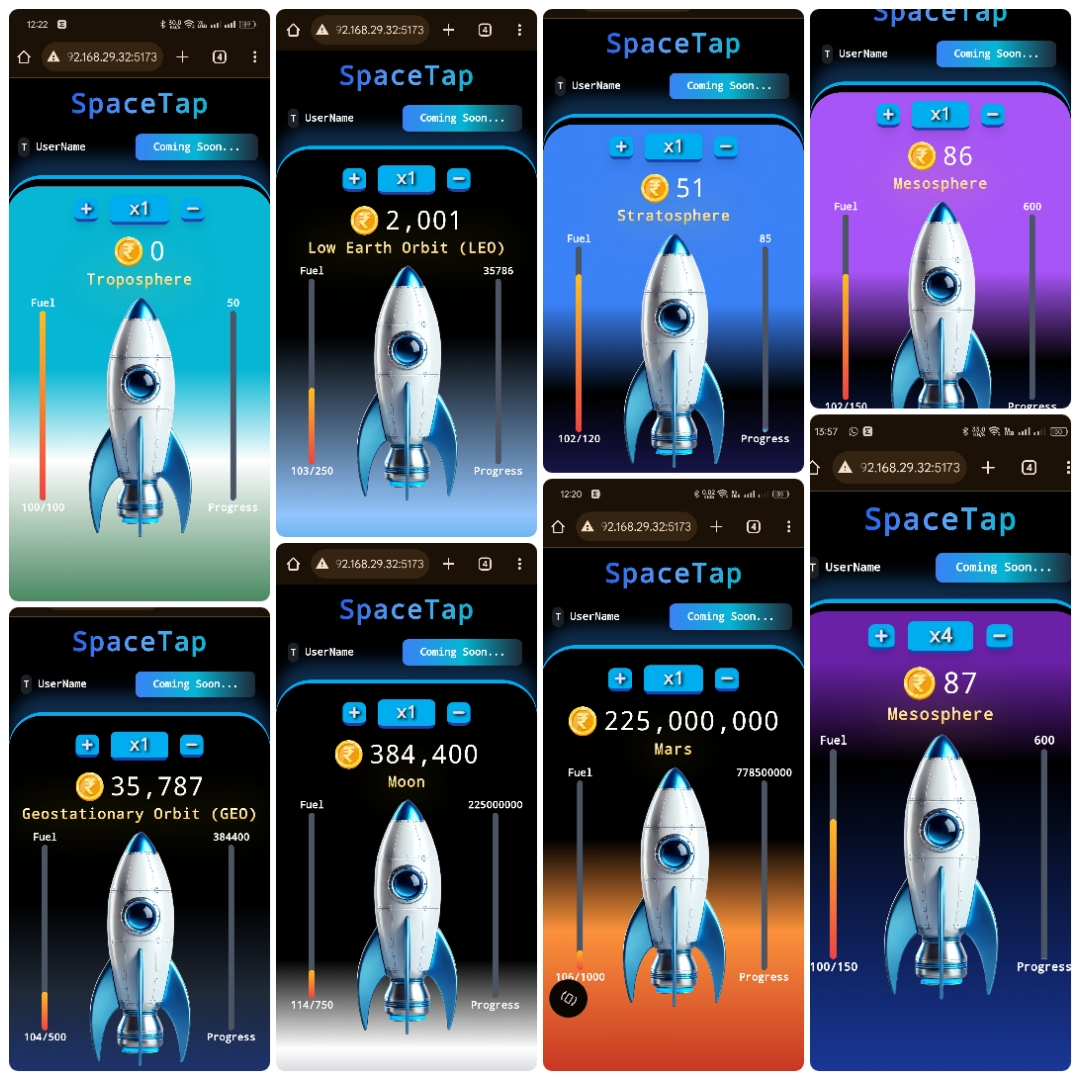 12:22
92.168.29.32:5173
4
SpaceTap
T UserName
Coming Soon...
+ x1 −
₹ 0
Troposphere
Fuel
50
100/100
Progress
SpaceTap
T UserName
Coming Soon...
+ x1 −
₹ 35,787
Geostationary Orbit (GEO)
Fuel
384400
104/500
Progress
92.168.29.32:5173
4
SpaceTap
T UserName
Coming Soon...
+ x1 −
₹ 2,001
Low Earth Orbit (LEO)
Fuel
35786
103/250
Progress
92.168.29.32:5173
4
SpaceTap
T UserName
Coming Soon...
+ x1 −
₹ 384,400
Moon
Fuel
225000000
114/750
Progress
SpaceTap
T UserName
Coming Soon...
+ x1 −
₹ 51
Stratosphere
Fuel
85
102/120
Progress
12:20
92.168.29.32:5173
4
SpaceTap
T UserName
Coming Soon...
+ x1 −
₹ 225,000,000
Mars
Fuel
778500000
106/1000
Progress
SpaceTap
T UserName
Coming Soon...
+ x1 −
₹ 86
Mesosphere
Fuel
600
102/150
Progress
13:57
92.168.29.32:5173
4
SpaceTap
T UserName
Coming Soon...
+ x4 −
₹ 87
Mesosphere
Fuel
600
100/150
Progress